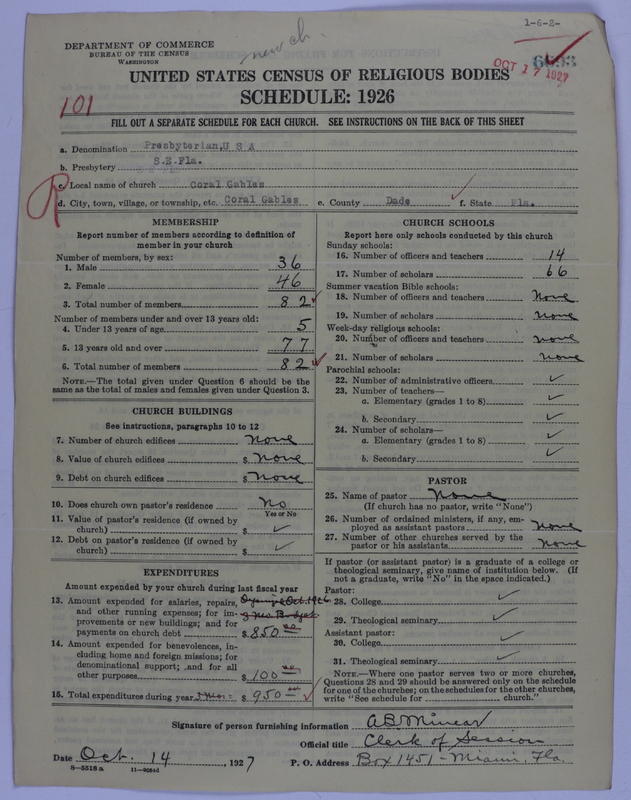 1-6-2-
new ch.
DEPARTMENT OF COMMERCE
BUREAU OF THE CENSUS
WASHINGTON
OCT 17 1927
UNITED STATES CENSUS OF RELIGIOUS BODIES
SCHEDULE: 1926
101
FILL OUT A SEPARATE SCHEDULE FOR EACH CHURCH. SEE INSTRUCTIONS ON THE BACK OF THIS SHEET
a. Denomination Presbyterian,U S A
b. Presbytery S.E.Fla.
c. Local name of church Coral Gables
d. City, town, village, or township, etc. Coral Gables e. County Dade ✓ f. State Fla.
R
MEMBERSHIP
Report number of members according to definition of
member in your church
Number of members, by sex:
1. Male 36
2. Female 46
3. Total number of members 82 ✓
Number of members under and over 13 years old:
4. Under 13 years of age 5
5. 13 years old and over 77
6. Total number of members 82 ✓
NOTE.—The total given under Question 6 should be
same as the total of males and females given under Question 3.
CHURCH BUILDINGS
See instructions, paragraphs 10 to 12
7. Number of church edifices None
8. Value of church edifices $ None
9. Debt on church edifices $ None
10. Does church own pastor's residence No
Yes or No
11. Value of pastor's residence (if owned by
church) $ ✓
12. Debt on pastor's residence (if owned by
church) $ ✓
EXPENDITURES
Amount expended by your church during last fiscal year
13. Amount expended for salaries, repairs,
and other running expenses; for im-
provements or new buildings; and for
payments on church debt $ 850 no
14. Amount expended for benevolences, in-
cluding home and foreign missions; for
denominational support; and for all
other purposes $ 100 no
15. Total expenditures during year 3 mos = $ 950 ✓
CHURCH SCHOOLS
Report here only schools conducted by this church
Sunday schools:
16. Number of officers and teachers 14
17. Number of scholars 66
Summer vacation Bible schools:
18. Number of officers and teachers None
19. Number of scholars none
Week-day religious schools:
20. Number of officers and teachers none
21. Number of scholars none
Parochial schools:
22. Number of administrative officers ✓
23. Number of teachers—
a. Elementary (grades 1 to 8) ✓
b. Secondary ✓
24. Number of scholars—
a. Elementary (grades 1 to 8) ✓
b. Secondary ✓
PASTOR
25. Name of pastor None
(If church has no pastor, write "None")
26. Number of ordained ministers, if any, em-
ployed as assistant pastors none
27. Number of other churches served by the
pastor or his assistants none
If pastor (or assistant pastor) is a graduate of a college or
theological seminary, give name of institution below. (If
not a graduate, write "No" in the space indicated.)
Pastor:
28. College ✓
29. Theological seminary ✓
Assistant pastor:
30. College ✓
31. Theological seminary ✓
NOTE.—Where one pastor serves two or more churches,
Questions 28 and 29 should be answered only on the schedule
for one of the churches; on the schedules for the other churches,
write "See schedule for church."
Signature of person furnishing information A.B. Minear
Official title Clerk of Session
Date Oct. 14, 1927 P. O. Address Box 1451 - Miami, Fla.
8-5518 a